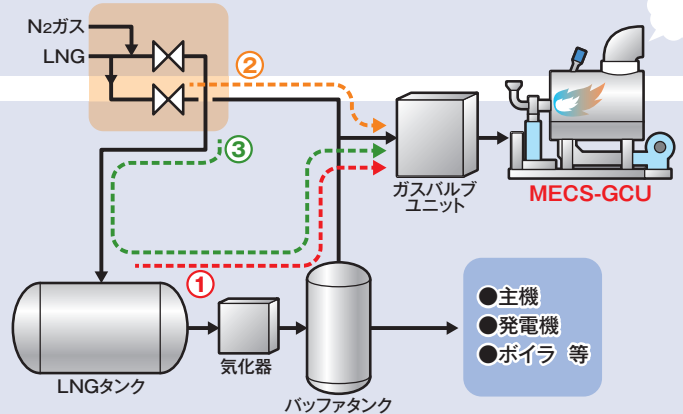 N2ガス
LNG
②
③
①
ガスバルブ
ユニット
MECS-GCU
LNGタンク
気化器
バッファタンク
●主機
●発電機
●ボイラ 等